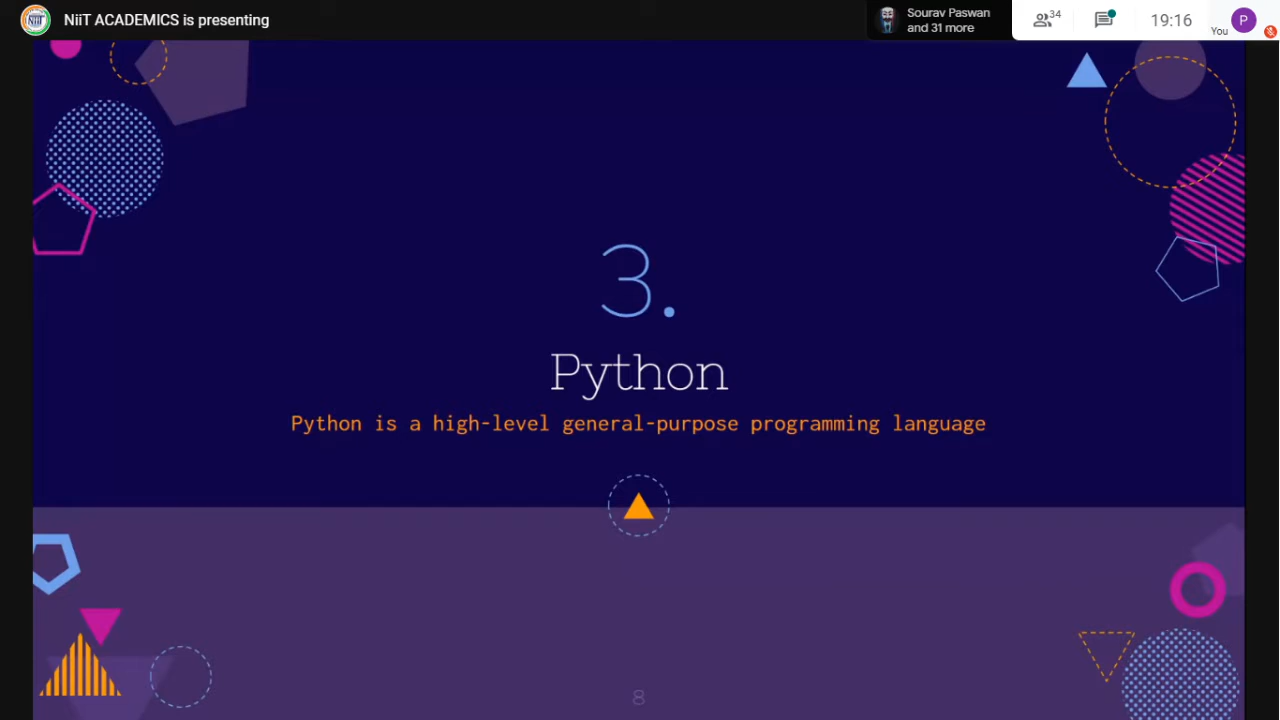 NiiT ACADEMICS is presenting
Sourav Paswan
and 31 more
34
19:16
You
P
3.
Python
Python is a high-level general-purpose programming language
8